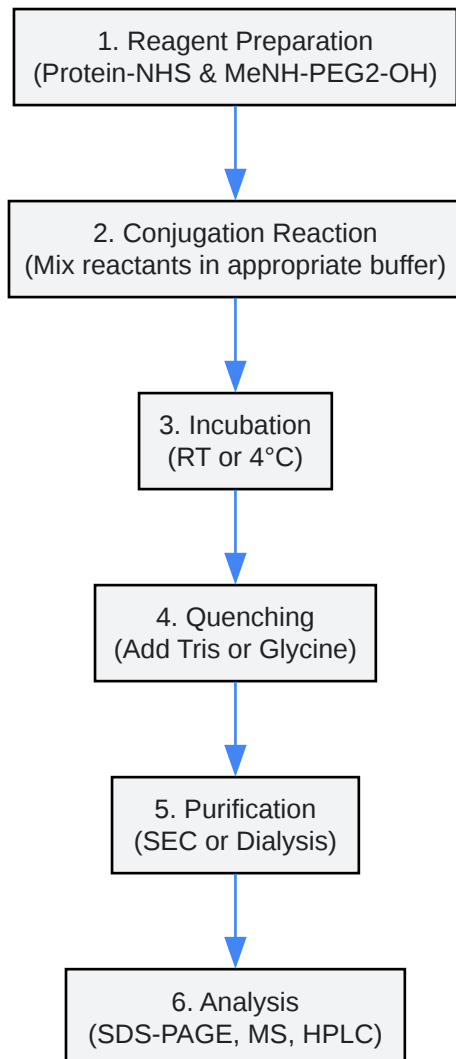 1. Reagent Preparation
(Protein-NHS & MeNH-PEG2-OH)
2. Conjugation Reaction
(Mix reactants in appropriate buffer)
3. Incubation
(RT or 4°C)
4. Quenching
(Add Tris or Glycine)
5. Purification
(SEC or Dialysis)
6. Analysis
(SDS-PAGE, MS, HPLC)